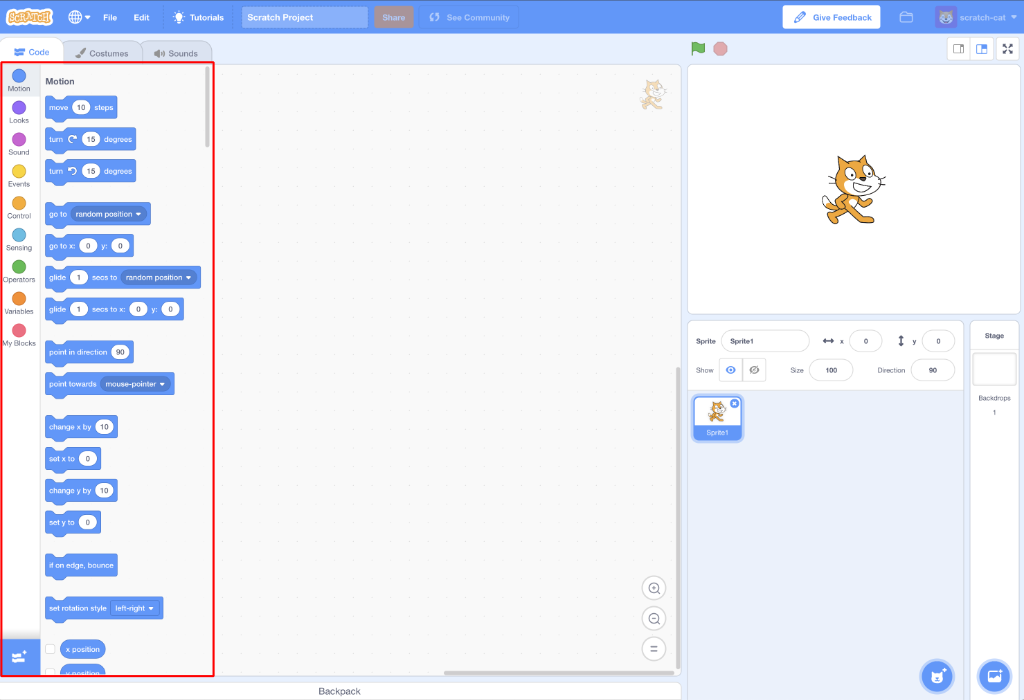 SCRATCH File Edit Tutorials Scratch Project Share See Community Give Feedback scratch-cat
Code Costumes Sounds
Motion
Looks
Sound
Events
Control
Sensing
Operators
Variables
My Blocks
Motion
move 10 steps
turn 15 degrees
turn 15 degrees
go to random position
go to x: 0 y: 0
glide 1 secs to random position
glide 1 secs to x: 0 y: 0
point in direction 90
point towards mouse-pointer
change x by 10
set x to 0
change y by 10
set y to 0
if on edge, bounce
set rotation style left-right
x position
y position
Backpack
Sprite Sprite1 x 0 y 0
Show Size 100 Direction 90
Sprite1
Stage
Backdrops
1